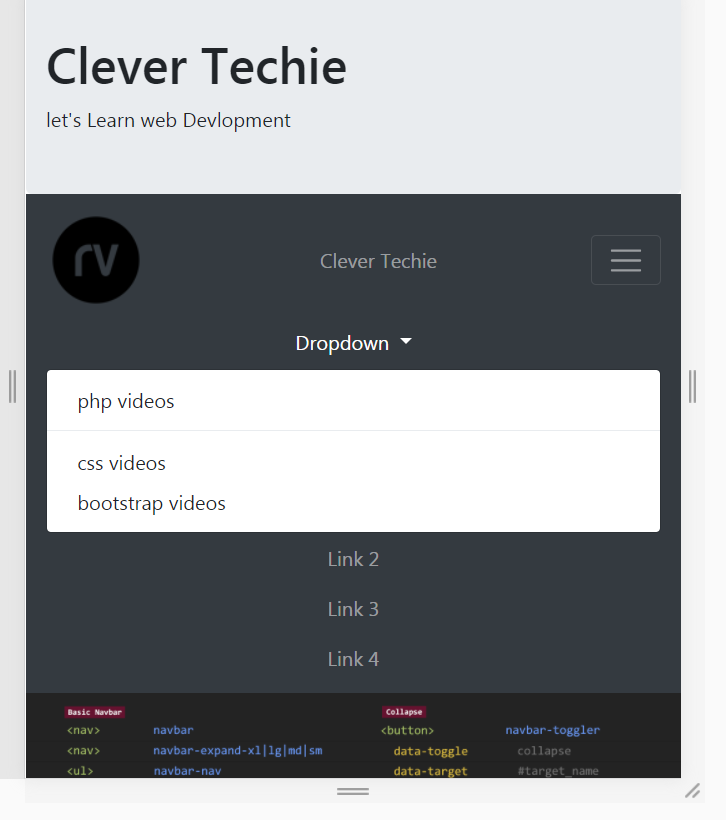 Clever Techie
let's Learn web Devlopment
rv
Clever Techie
Dropdown
php videos
css videos
bootstrap videos
Link 2
Link 3
Link 4
Basic Navbar Collapse
<nav> navbar <button> navbar-toggler
<nav> navbar-expand-xl|lg|md|sm data-toggle collapse
<ul> navbar-nav data-target #target_name